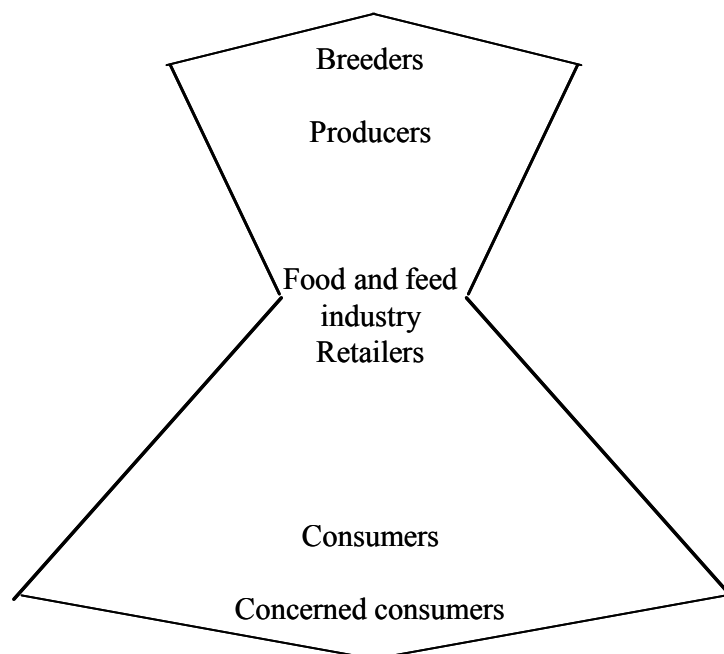 Breeders
Producers
Food and feed
industry
Retailers
Consumers
Concerned consumers